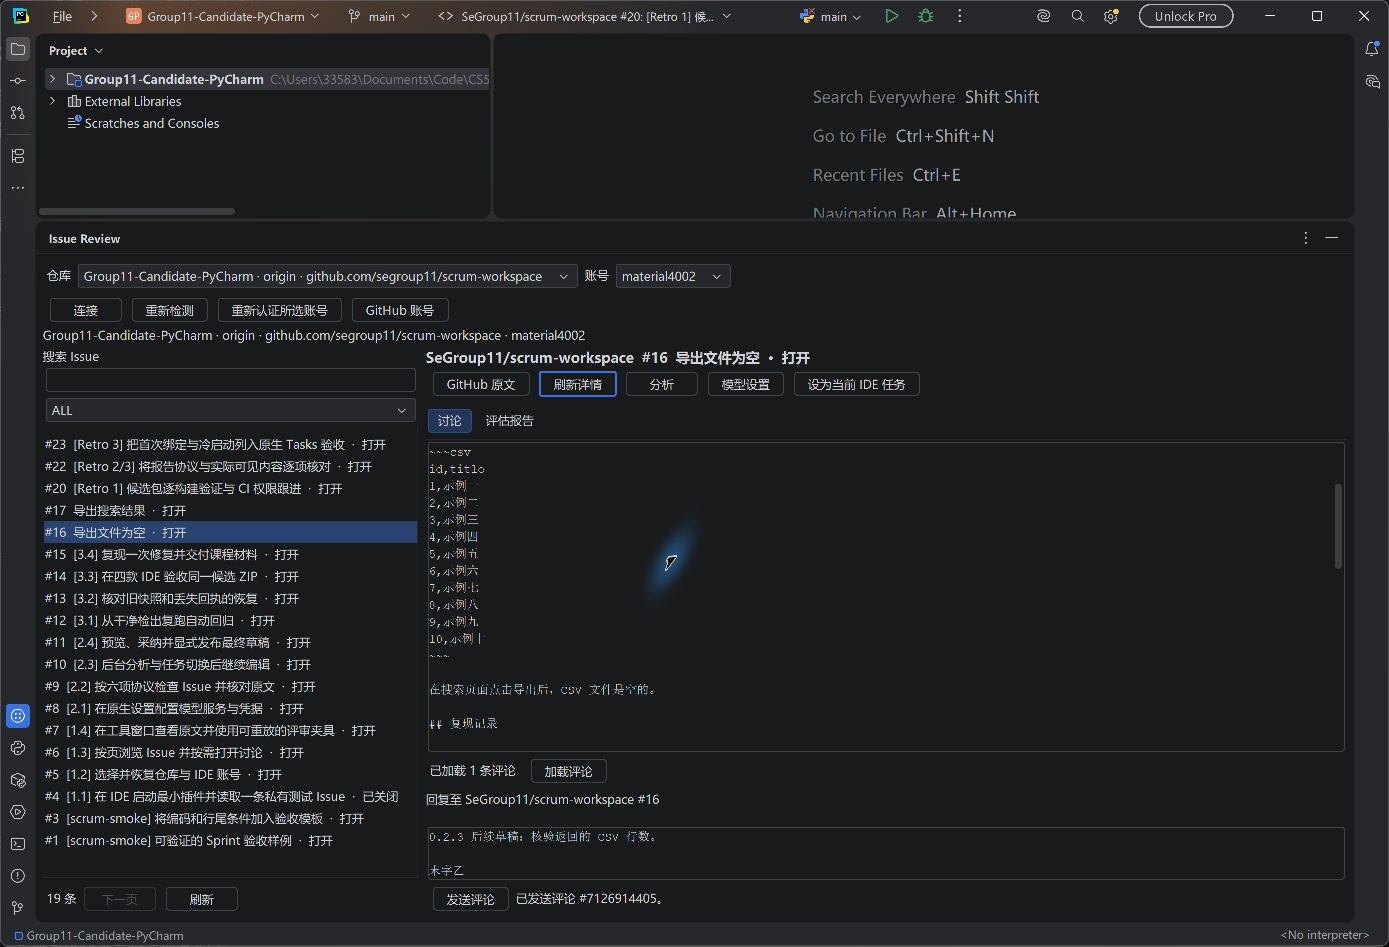 File
GP Group11-Candidate-PyCharm
main
SeGroup11/scrum-workspace #20: [Retro 1] 候...
main
Unlock Pro
Project
Group11-Candidate-PyCharm C:\Users\33583\Documents\Code\CS5
External Libraries
Scratches and Consoles
Search Everywhere Shift Shift
Go to File Ctrl+Shift+N
Recent Files Ctrl+E
Navigation Bar Alt+Home
Issue Review
仓库 Group11-Candidate-PyCharm · origin · github.com/segroup11/scrum-workspace 账号 material4002
连接 重新检测 重新认证所选账号 GitHub 账号
Group11-Candidate-PyCharm · origin · github.com/segroup11/scrum-workspace · material4002
搜索 Issue
ALL
#23 [Retro 3] 把首次绑定与冷启动列入原生 Tasks 验收 · 打开
#22 [Retro 2/3] 将报告协议与实际可见内容逐项核对 · 打开
#20 [Retro 1] 候选包逐构建验证与 CI 权限跟进 · 打开
#17 导出搜索结果 · 打开
#16 导出文件为空 · 打开
#15 [3.4] 复现一次修复并交付课程材料 · 打开
#14 [3.3] 在四款 IDE 验收同一候选 ZIP · 打开
#13 [3.2] 核对旧快照和丢失回执的恢复 · 打开
#12 [3.1] 从干净检出复跑自动回归 · 打开
#11 [2.4] 预览、采纳并显式发布最终草稿 · 打开
#10 [2.3] 后台分析与任务切换后继续编辑 · 打开
#9 [2.2] 按六项协议检查 Issue 并核对原文 · 打开
#8 [2.1] 在原生设置配置模型服务与凭据 · 打开
#7 [1.4] 在工具窗口查看原文并使用可重放的评审夹具 · 打开
#6 [1.3] 按页浏览 Issue 并按需打开讨论 · 打开
#5 [1.2] 选择并恢复仓库与 IDE 账号 · 打开
#4 [1.1] 在 IDE 启动最小插件并读取一条私有测试 Issue · 已关闭
#3 [scrum-smoke] 将编码和行尾条件加入验收模板 · 打开
#1 [scrum-smoke] 可验证的 Sprint 验收样例 · 打开
19 条 下一页 刷新
SeGroup11/scrum-workspace #16 导出文件为空 · 打开
GitHub 原文 刷新详情 分析 模型设置 设为当前 IDE 任务
讨论 评估报告
~~~csv
id,title
1,示例一
2,示例二
3,示例三
4,示例四
5,示例五
6,示例六
7,示例七
8,示例八
9,示例九
10,示例十
~~~
在搜索页面点击导出后，CSV 文件是空的。
## 复现记录
已加载 1 条评论 加载评论
回复至 SeGroup11/scrum-workspace #16
0.2.3 后续草稿：核验返回的 CSV 行数。
末字乙
发送评论 已发送评论 #7126914405。
Group11-Candidate-PyCharm
<No interpreter>